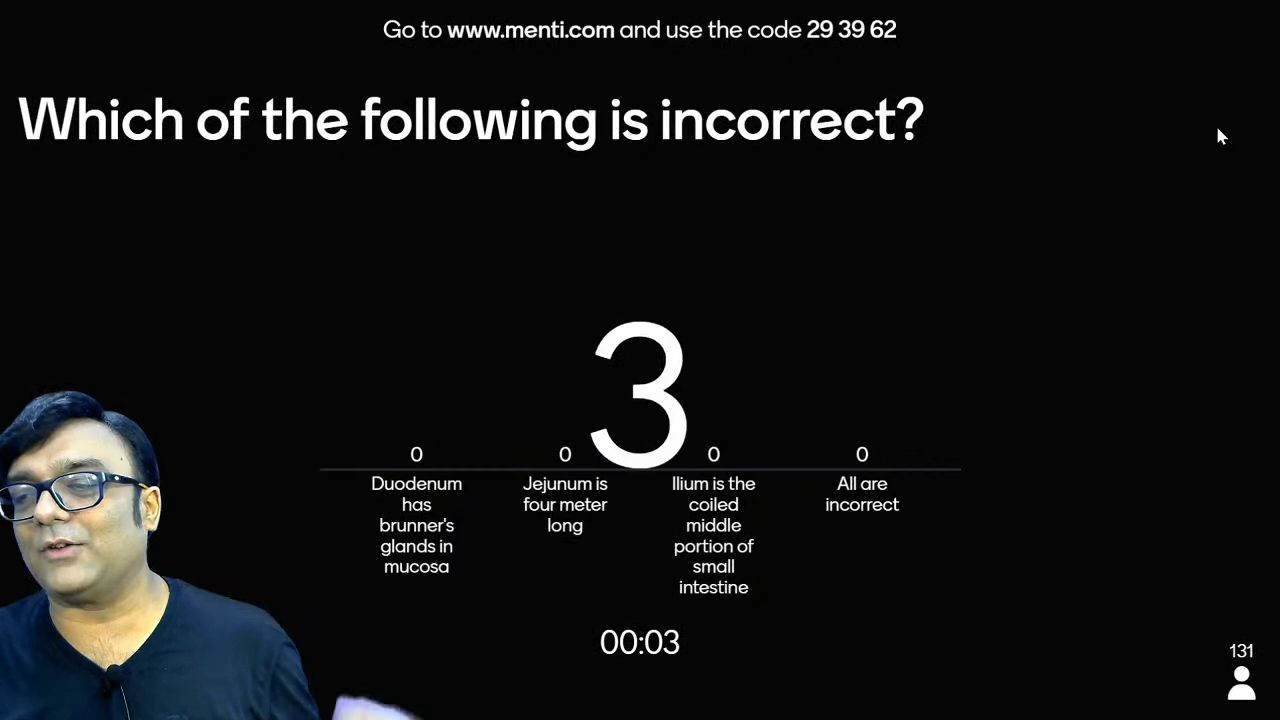 Go to www.menti.com and use the code 29 39 62
Which of the following is incorrect?
3
0
0
0
0
Duodenum
has
brunner's
glands in
mucosa
Jejunum is
four meter
long
Ilium is the
coiled
middle
portion of
small
intestine
All are
incorrect
00:03
131